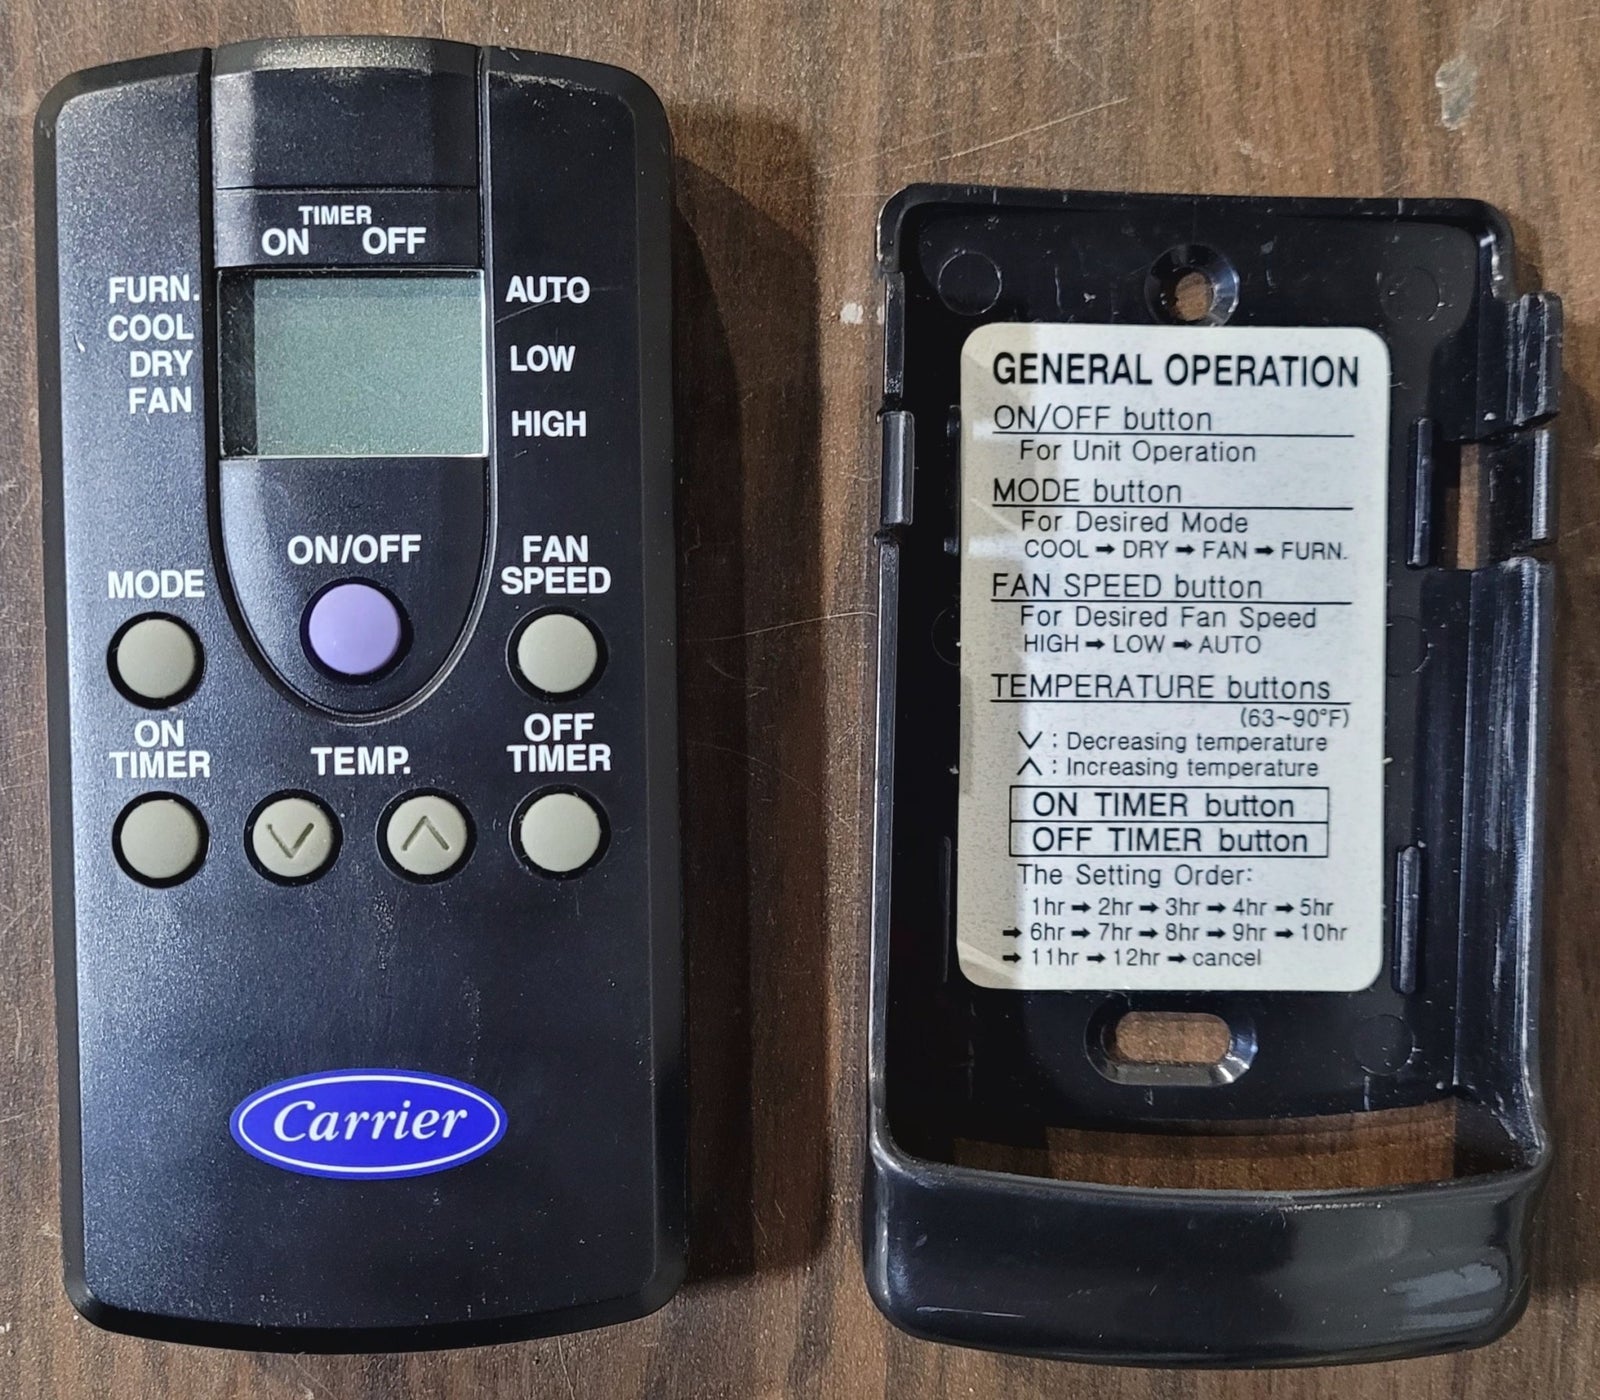 TIMER
ON OFF
FURN.
COOL
DRY
FAN
AUTO
LOW
HIGH
ON/OFF
MODE
FAN
SPEED
ON
TIMER
TEMP.
OFF
TIMER
Carrier
GENERAL OPERATION
ON/OFF button
For Unit Operation
MODE button
For Desired Mode
COOL ➡ DRY ➡ FAN ➡ FURN.
FAN SPEED button
For Desired Fan Speed
HIGH ➡ LOW ➡ AUTO
TEMPERATURE buttons
(63~90°F)
∨ : Decreasing temperature
∧ : Increasing temperature
ON TIMER button
OFF TIMER button
The Setting Order:
1hr ➡ 2hr ➡ 3hr ➡ 4hr ➡ 5hr
➡ 6hr ➡ 7hr ➡ 8hr ➡ 9hr ➡ 10hr
➡ 11hr ➡ 12hr ➡ cancel